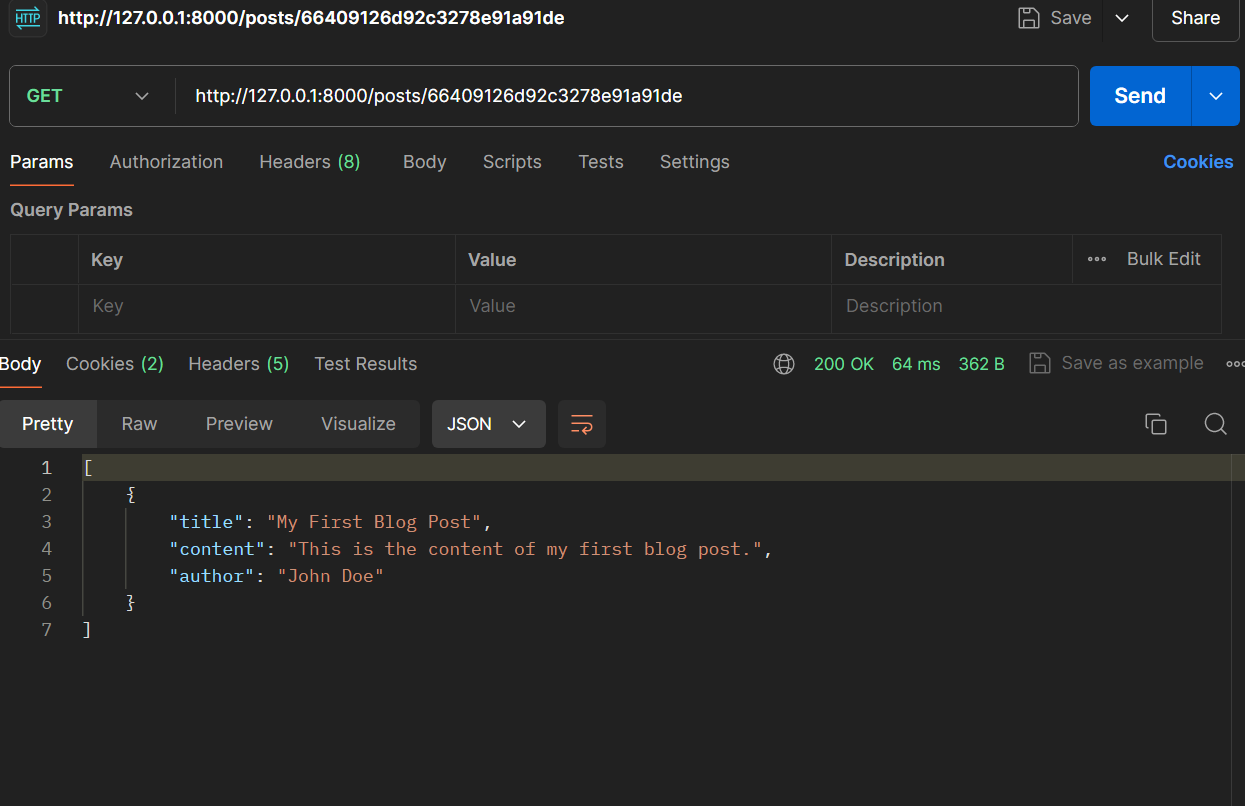 HTTP http://127.0.0.1:8000/posts/66409126d92c3278e91a91de Save Share
GET http://127.0.0.1:8000/posts/66409126d92c3278e91a91de Send
Params Authorization Headers (8) Body Scripts Tests Settings Cookies
Query Params
Key Value Description Bulk Edit
Key Value Description
Body Cookies (2) Headers (5) Test Results 200 OK 64 ms 362 B Save as example
Pretty Raw Preview Visualize JSON
1 [
2 {
3 "title": "My First Blog Post",
4 "content": "This is the content of my first blog post.",
5 "author": "John Doe"
6 }
7 ]